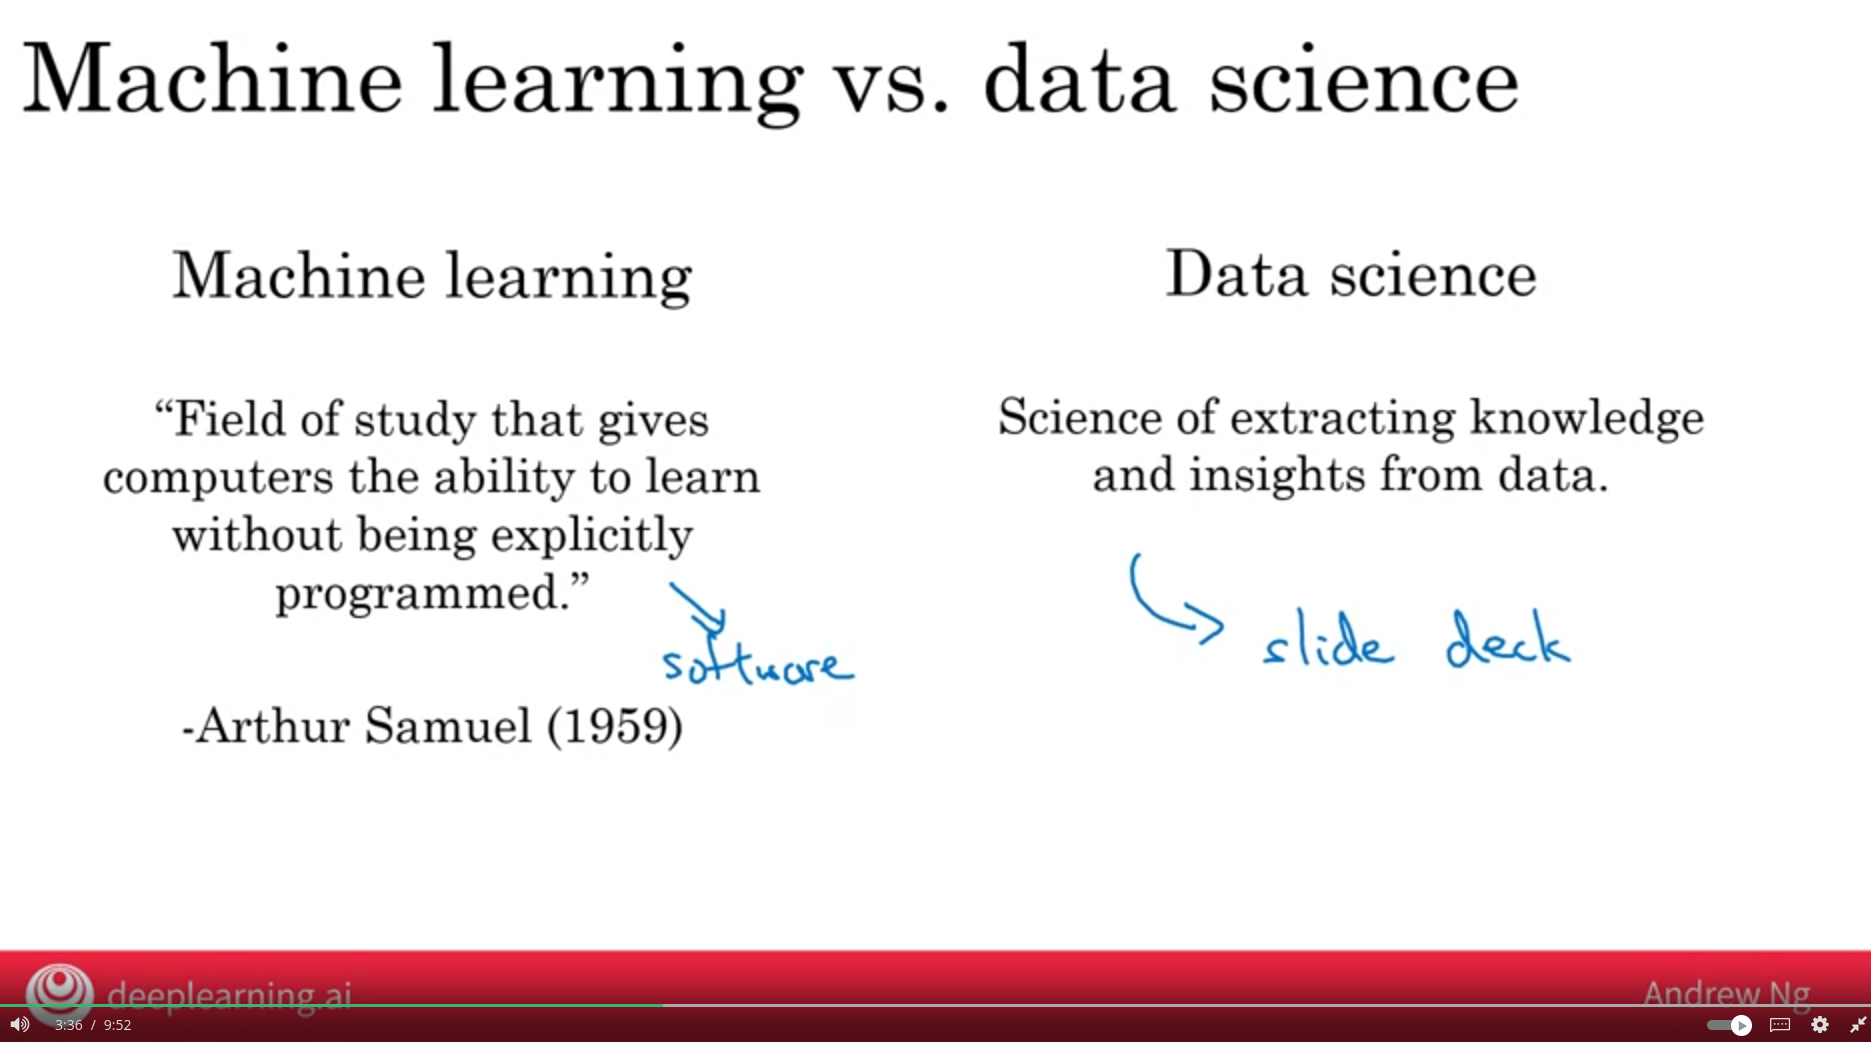 Machine learning vs. data science
Machine learning
“Field of study that gives
computers the ability to learn
without being explicitly
programmed.”
software
-Arthur Samuel (1959)
Data science
Science of extracting knowledge
and insights from data.
slide deck
deeplearning.ai
Andrew Ng
3:36 / 9:52